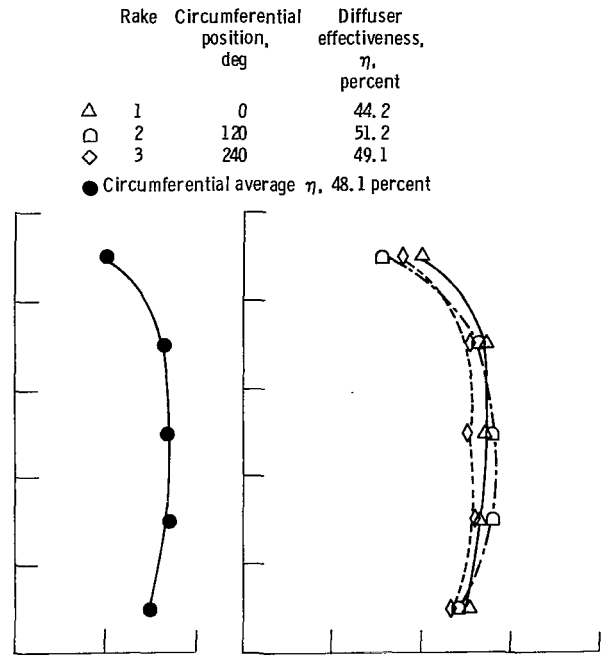 Rake Circumferential Diffuser
position, effectiveness,
deg η,
percent
1 0 44.2
2 120 51.2
3 240 49.1
Circumferential average η, 48.1 percent